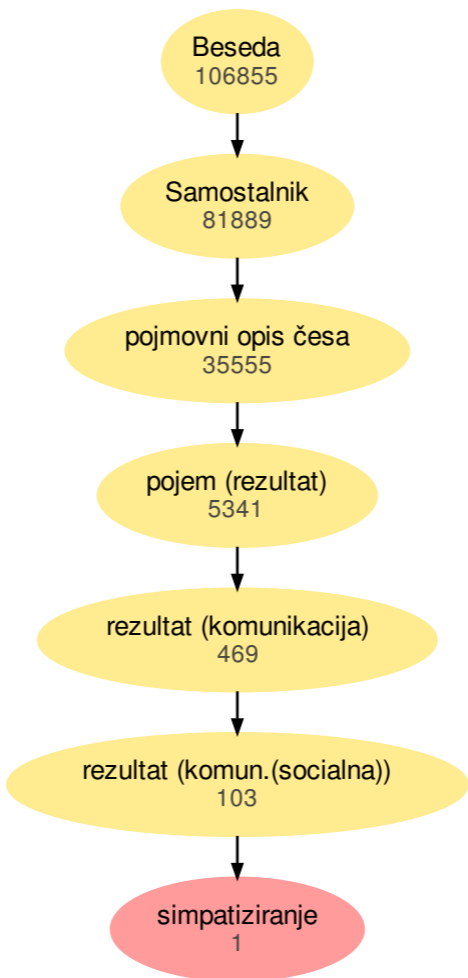 Beseda
106855
Samostalnik
81889
pojmovni opis česa
35555
pojem (rezultat)
5341
rezultat (komunikacija)
469
rezultat (komun.(socialna))
103
simpatiziranje
1